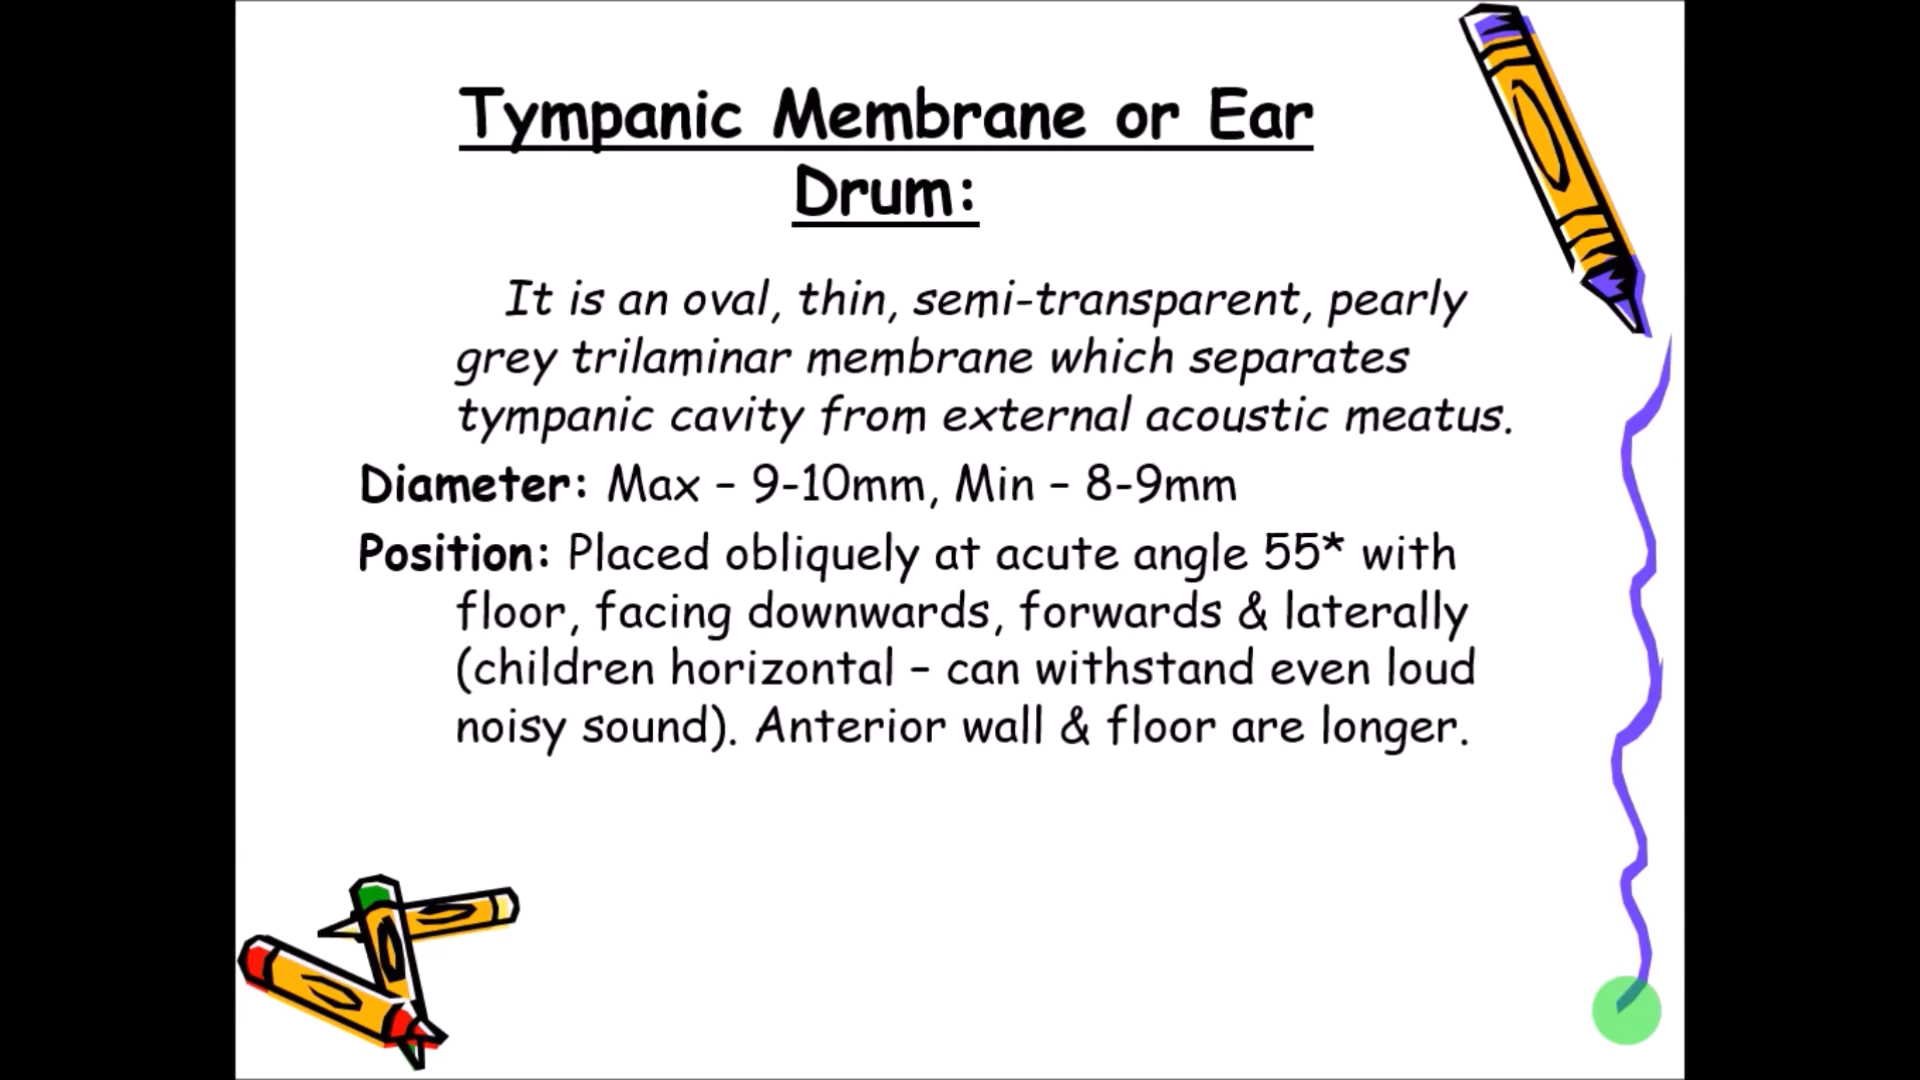 Tympanic Membrane or Ear
Drum:
It is an oval, thin, semi-transparent, pearly
grey trilaminar membrane which separates
tympanic cavity from external acoustic meatus.
Diameter: Max – 9-10mm, Min – 8-9mm
Position: Placed obliquely at acute angle 55* with
floor, facing downwards, forwards & laterally
(children horizontal – can withstand even loud
noisy sound). Anterior wall & floor are longer.